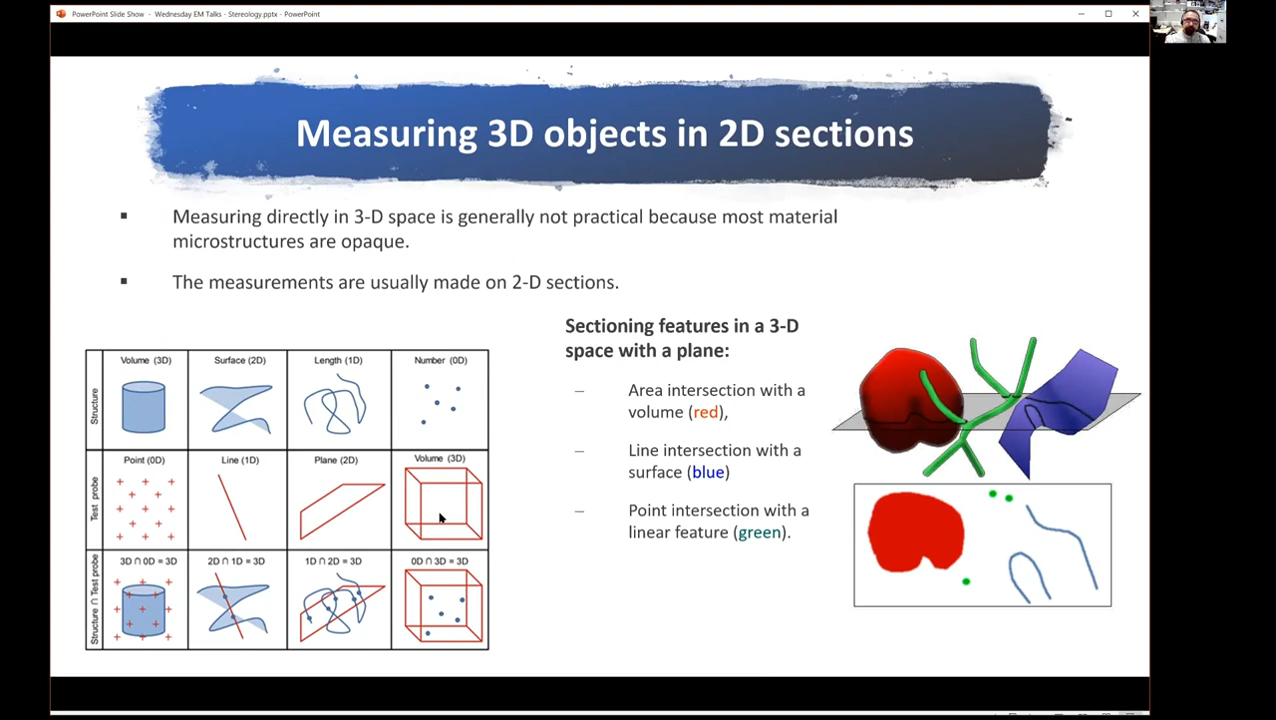 PowerPoint Slide Show - Wednesday EM Talks - Stereology.pptx - PowerPoint
Measuring 3D objects in 2D sections
▪ Measuring directly in 3-D space is generally not practical because most material
microstructures are opaque.
▪ The measurements are usually made on 2-D sections.
Structure
Volume (3D)
Surface (2D)
Length (1D)
Number (0D)
Test probe
Point (0D)
Line (1D)
Plane (2D)
Volume (3D)
Structure ∩ Test probe
3D ∩ 0D = 3D
2D ∩ 1D = 3D
1D ∩ 2D = 3D
0D ∩ 3D = 3D
Sectioning features in a 3-D
space with a plane:
– Area intersection with a
volume (red),
– Line intersection with a
surface (blue)
– Point intersection with a
linear feature (green).